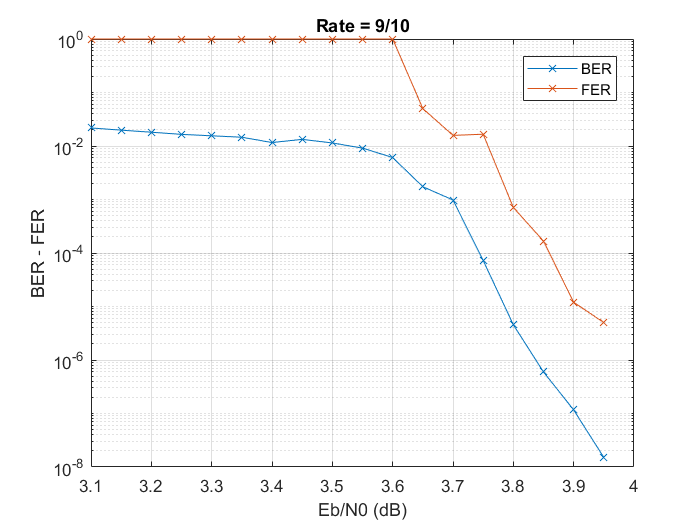 Rate = 9/10
BER
FER
10^0
10^-2
10^-4
10^-6
10^-8
BER - FER
3.1 3.2 3.3 3.4 3.5 3.6 3.7 3.8 3.9 4
Eb/N0 (dB)